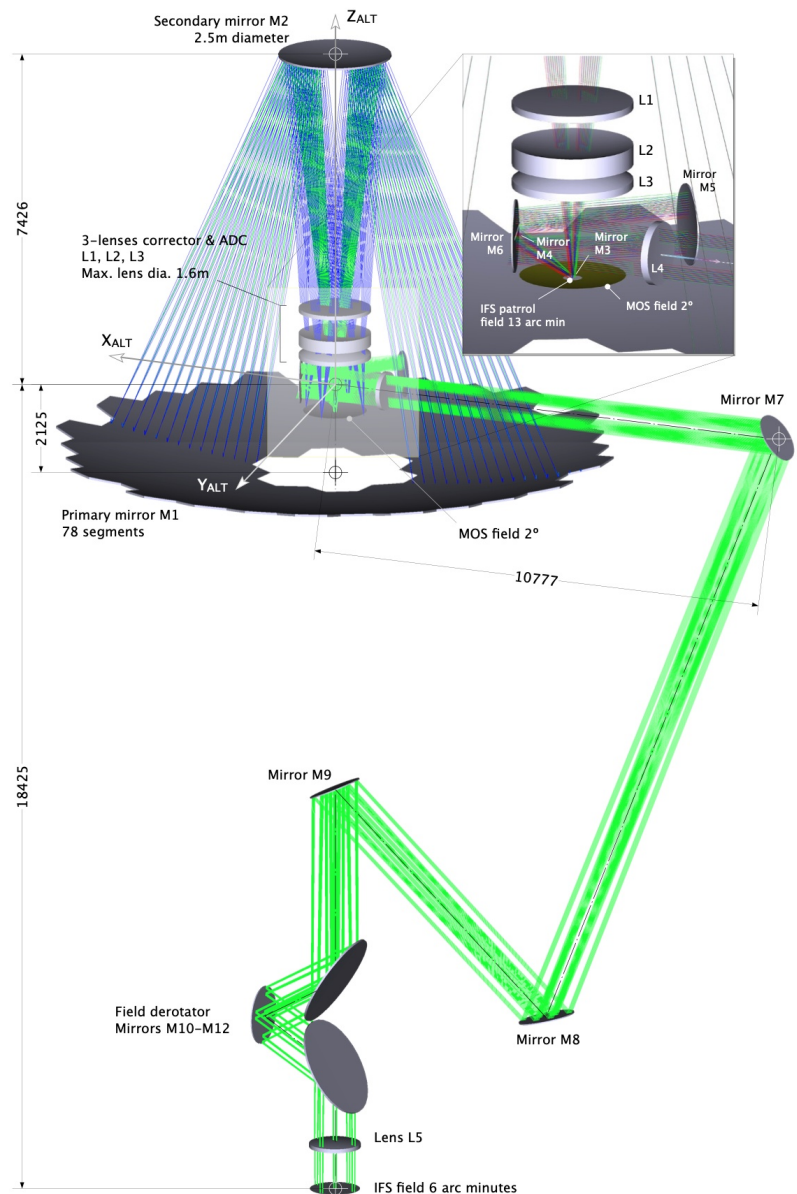 Secondary mirror M2
2.5m diameter
ZALT
7426
3-lenses corrector & ADC
L1, L2, L3
Max. lens dia. 1.6m
L1
L2
L3
Mirror
M5
Mirror
M6
Mirror
M4
Mirror
M3
L4
IFS patrrol
field 13 arc min
MOS field 2°
XALT
2125
YALT
Mirror M7
Primary mirror M1
78 segments
MOS field 2°
10777
18425
Mirror M9
Field derotator
Mirrors M10-M12
Mirror M8
Lens L5
IFS field 6 arc minutes